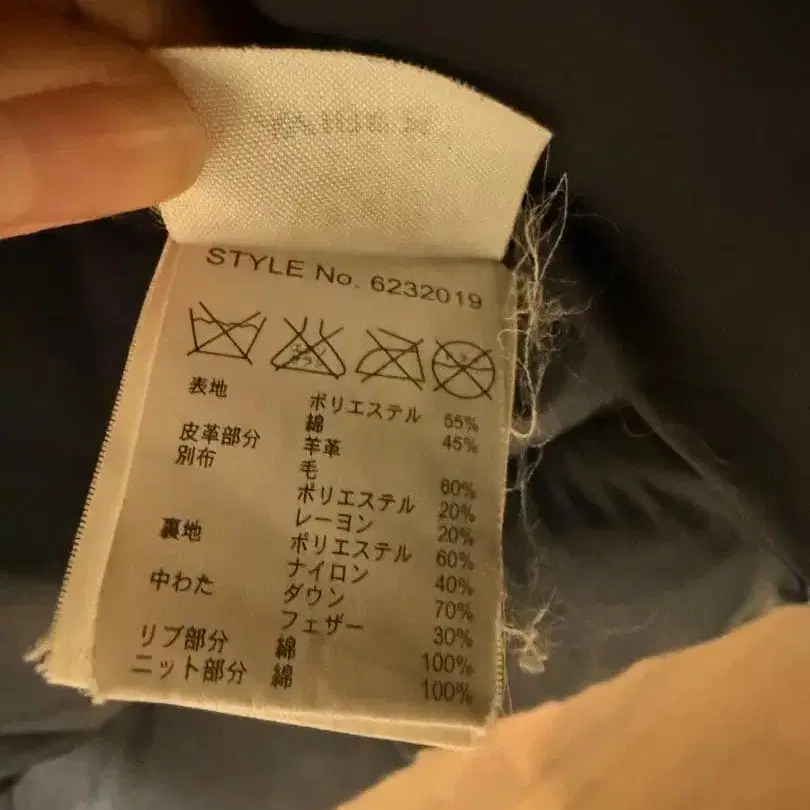 STYLE No. 6232019
表地 ポリエステル 55%
綿 45%
皮革部分 羊革
別布 毛 60%
ポリエステル 20%
レーヨン 20%
裏地 ポリエステル 60%
ナイロン 40%
中わた ダウン 70%
フェザー 30%
リブ部分 綿 100%
ニット部分 綿 100%